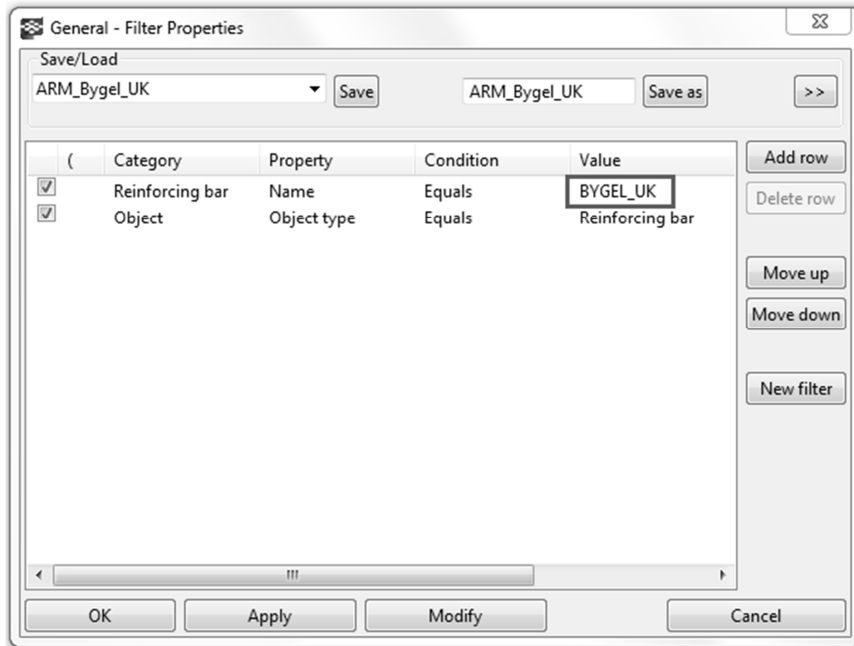 General - Filter Properties
Save/Load
ARM_Bygel_UK Save ARM_Bygel_UK Save as >>
( Category Property Condition Value Add row
Reinforcing bar Name Equals BYGEL_UK Delete row
Object Object type Equals Reinforcing bar
Move up
Move down
New filter
OK Apply Modify Cancel